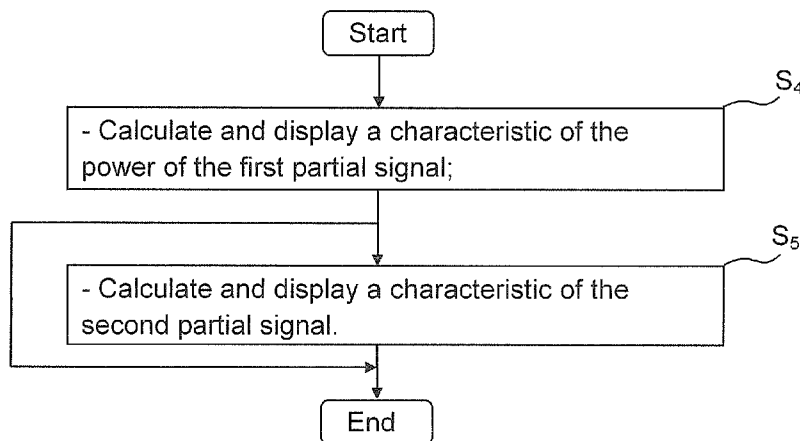 Start
S₄
- Calculate and display a characteristic of the
power of the first partial signal;
S₅
- Calculate and display a characteristic of the
second partial signal.
End